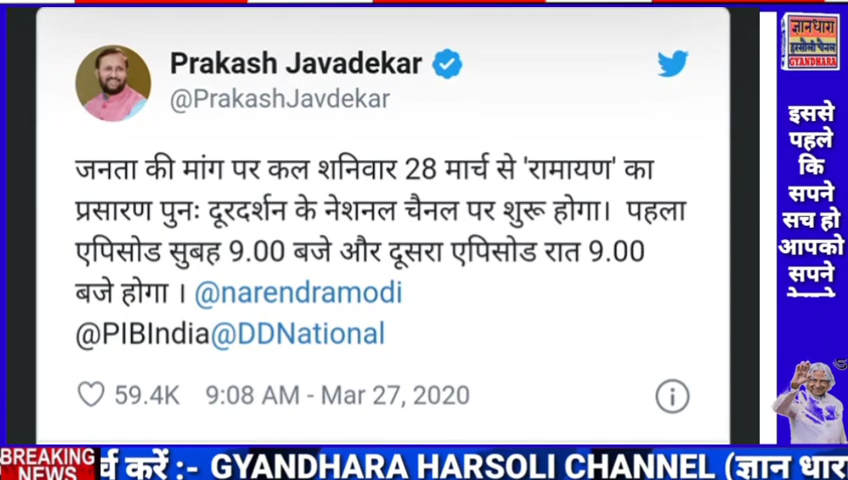 Prakash Javadekar
@PrakashJavdekar
जनता की मांग पर कल शनिवार 28 मार्च से 'रामायण' का
प्रसारण पुनः दूरदर्शन के नेशनल चैनल पर शुरू होगा। पहला
एपिसोड सुबह 9.00 बजे और दूसरा एपिसोड रात 9.00
बजे होगा । @narendramodi
@PIBIndia@DDNational
59.4K 9:08 AM - Mar 27, 2020
ज्ञानधारा
हरसौली चैनल
GYANDHARA
इससे
पहले
कि
सपने
सच हो
आपको
सपने
BREAKING
NEWS
करें :- GYANDHARA HARSOLI CHANNEL (ज्ञान धारा